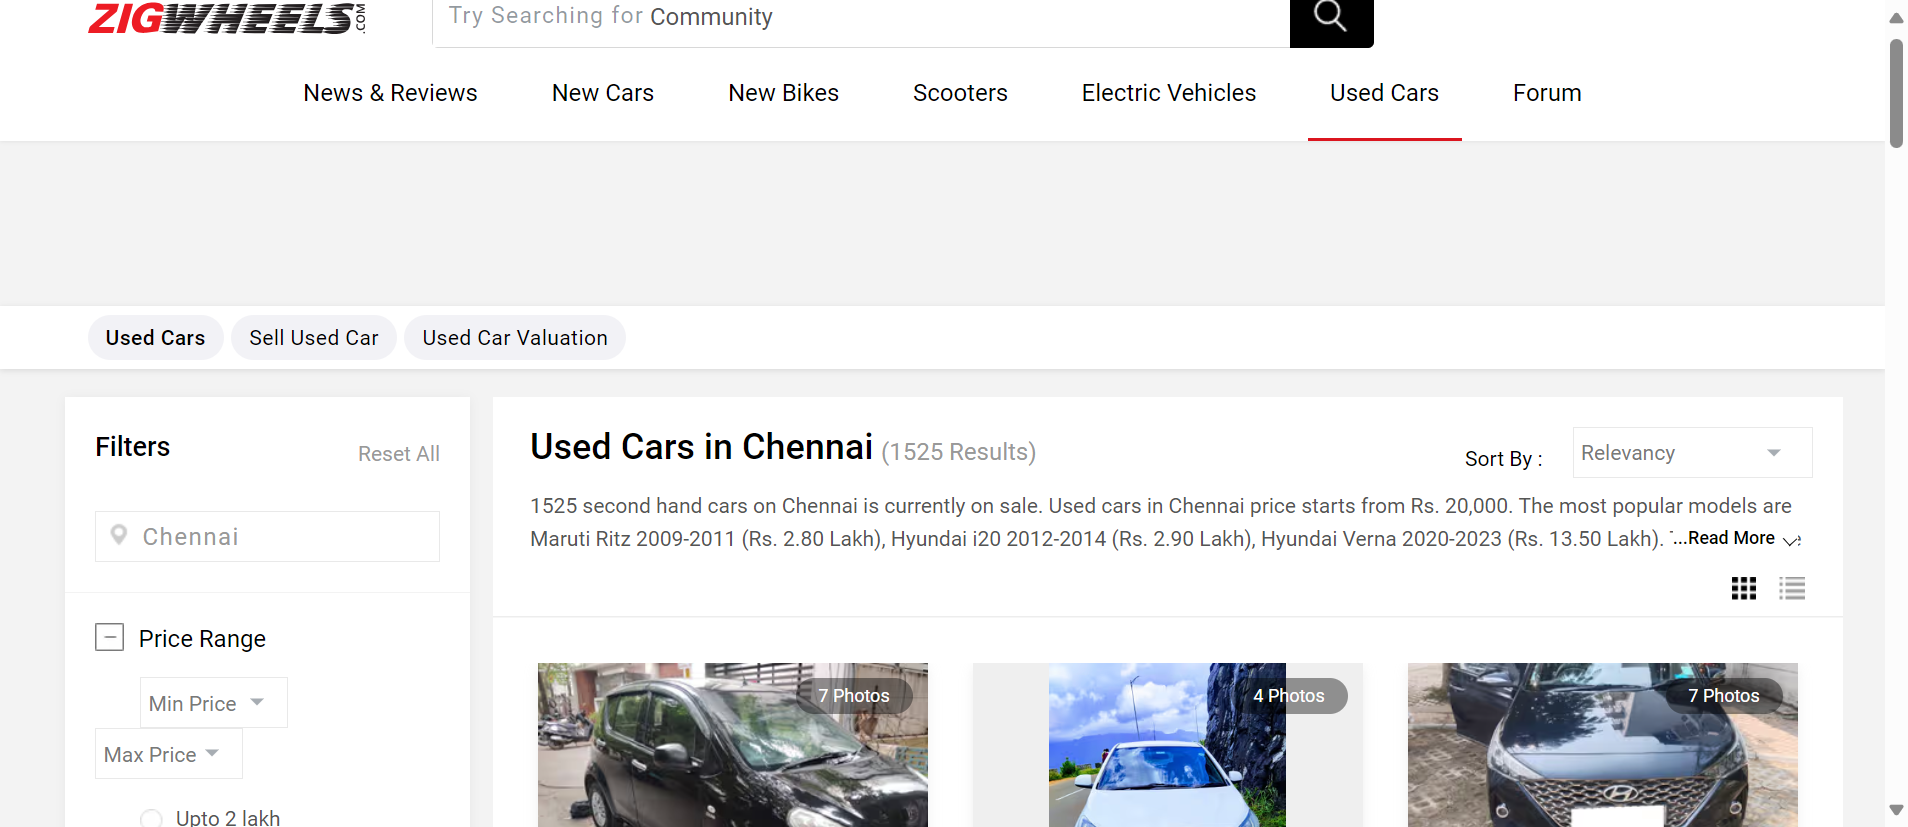 ZIGWHEELS.COM
Try Searching for Community
News & Reviews
New Cars
New Bikes
Scooters
Electric Vehicles
Used Cars
Forum
Used Cars
Sell Used Car
Used Car Valuation
Filters
Reset All
Chennai
Price Range
Min Price
Max Price
Upto 2 lakh
Used Cars in Chennai (1525 Results)
Sort By :
Relevancy
1525 second hand cars on Chennai is currently on sale. Used cars in Chennai price starts from Rs. 20,000. The most popular models are
Maruti Ritz 2009-2011 (Rs. 2.80 Lakh), Hyundai i20 2012-2014 (Rs. 2.90 Lakh), Hyundai Verna 2020-2023 (Rs. 13.50 Lakh). ...Read More
7 Photos
4 Photos
7 Photos